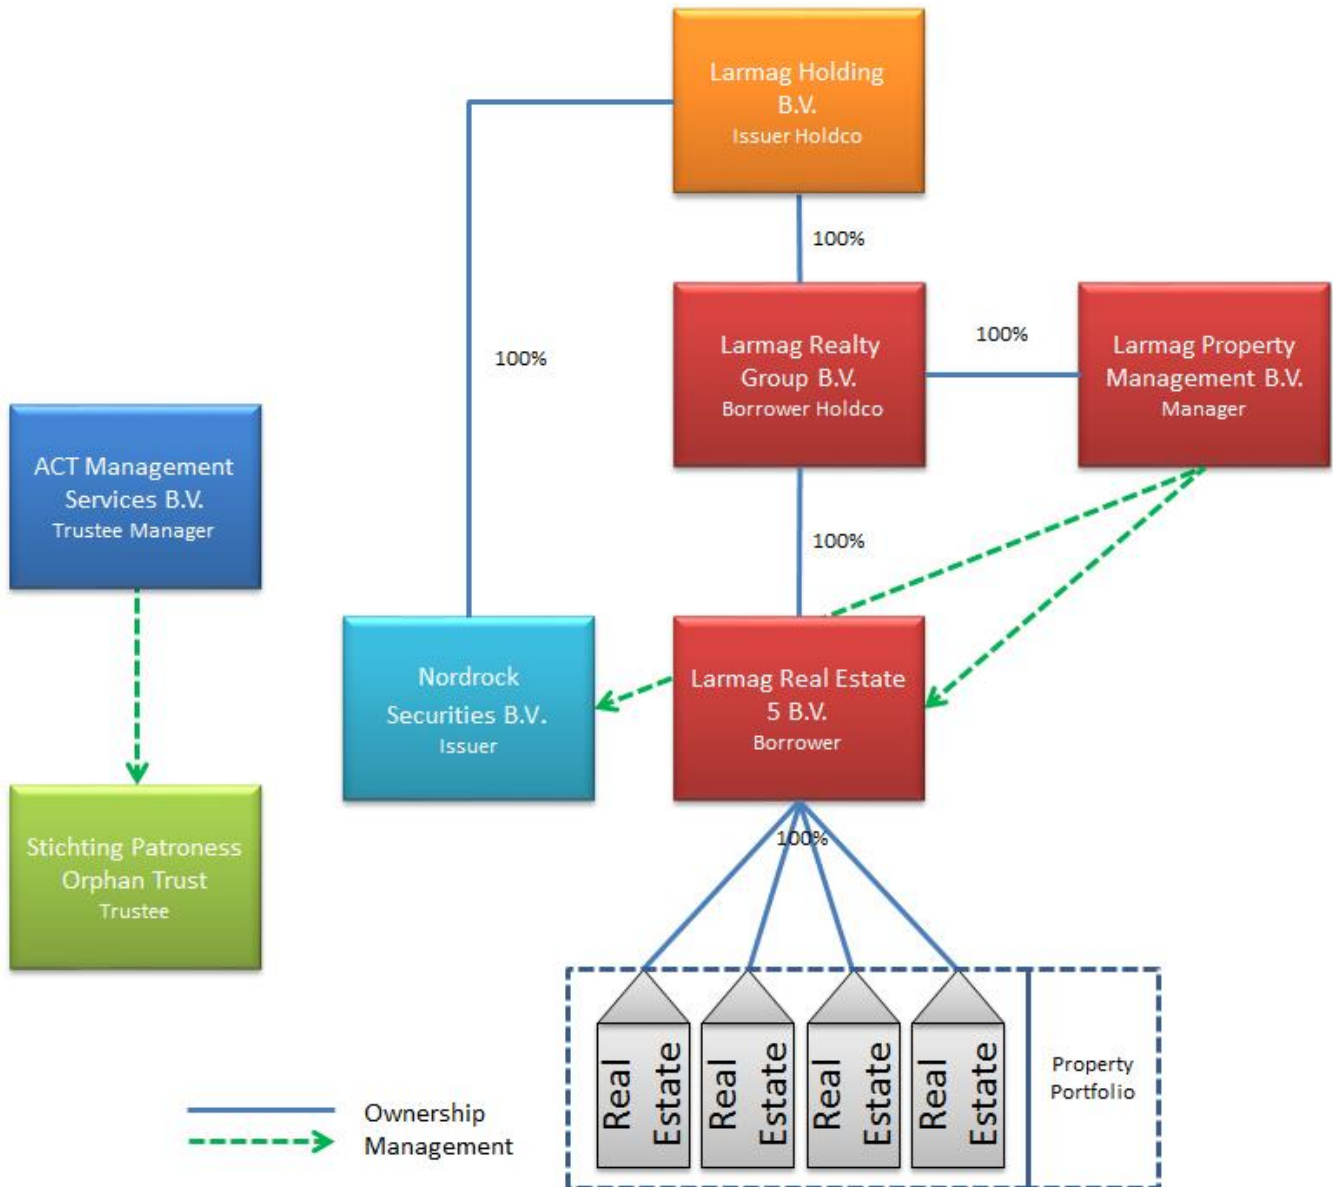 Larmag Holding
B.V.
Issuer Holdco
100%
100%
Larmag Realty
Group B.V.
Borrower Holdco
100%
Larmag Property
Management B.V.
Manager
ACT Management
Services B.V.
Trustee Manager
100%
Nordrock
Securities B.V.
Issuer
Larmag Real Estate
5 B.V.
Borrower
Stichting Patroness
Orphan Trust
Trustee
100%
Real
Estate
Real
Estate
Real
Estate
Real
Estate
Property
Portfolio
Ownership
Management